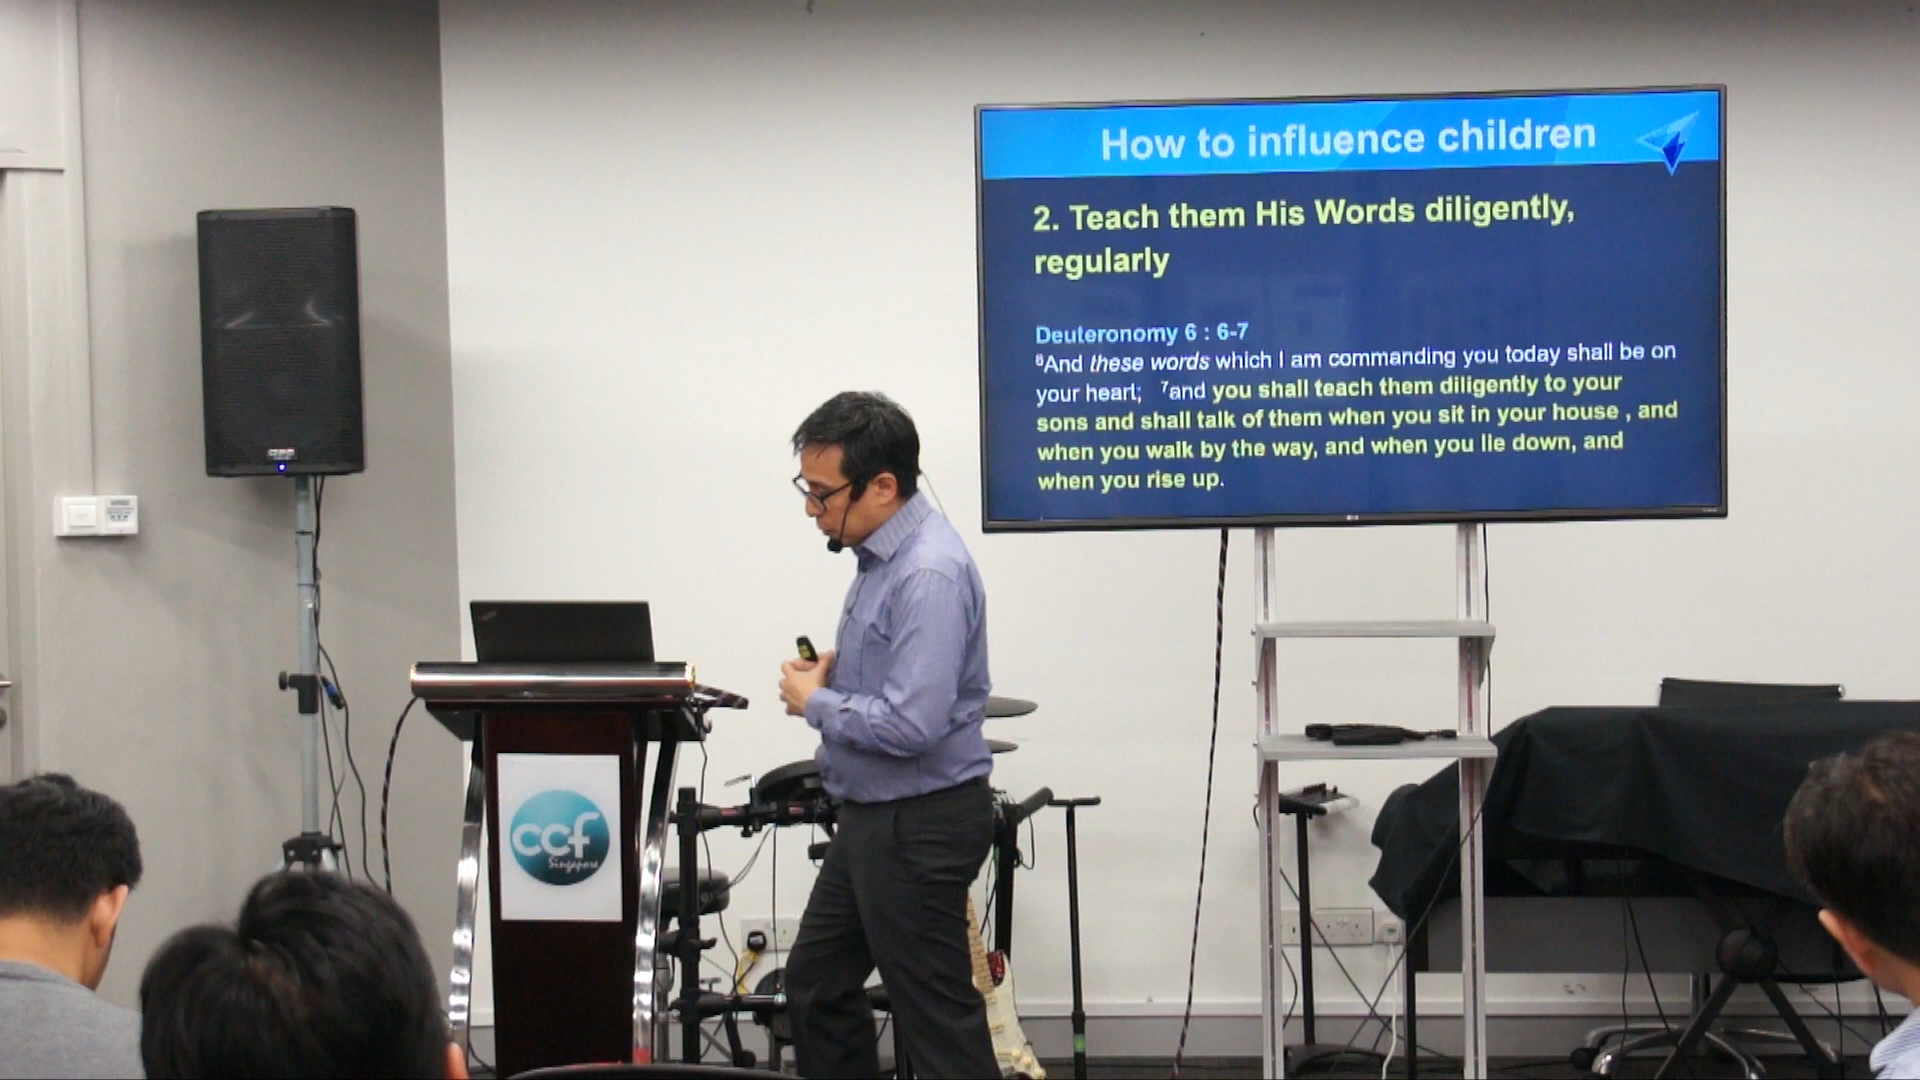 How to influence children
2. Teach them His Words diligently,
regularly
Deuteronomy 6 : 6-7
⁶And these words which I am commanding you today shall be on
your heart; ⁷and you shall teach them diligently to your
sons and shall talk of them when you sit in your house , and
when you walk by the way, and when you lie down, and
when you rise up.
ccf
Singapore